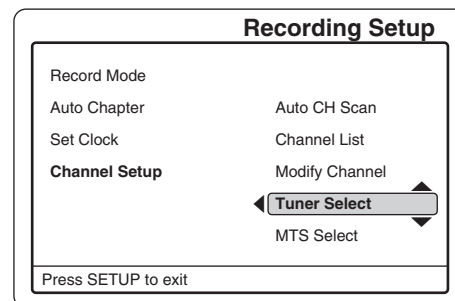 Recording Setup
Record Mode
Auto Chapter
Auto CH Scan
Set Clock
Channel List
Channel Setup
Modify Channel
Tuner Select
MTS Select
Press SETUP to exit